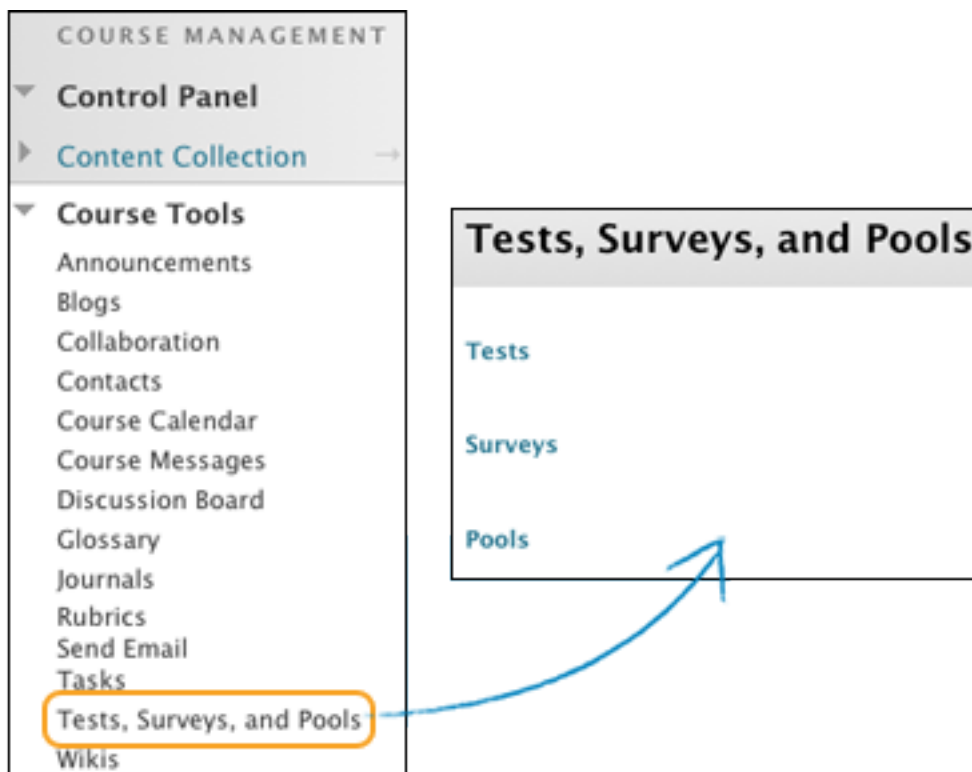 COURSE MANAGEMENT
Control Panel
Content Collection
Course Tools
Announcements
Blogs
Collaboration
Contacts
Course Calendar
Course Messages
Discussion Board
Glossary
Journals
Rubrics
Send Email
Tasks
Tests, Surveys, and Pools
Wikis
Tests, Surveys, and Pools
Tests
Surveys
Pools